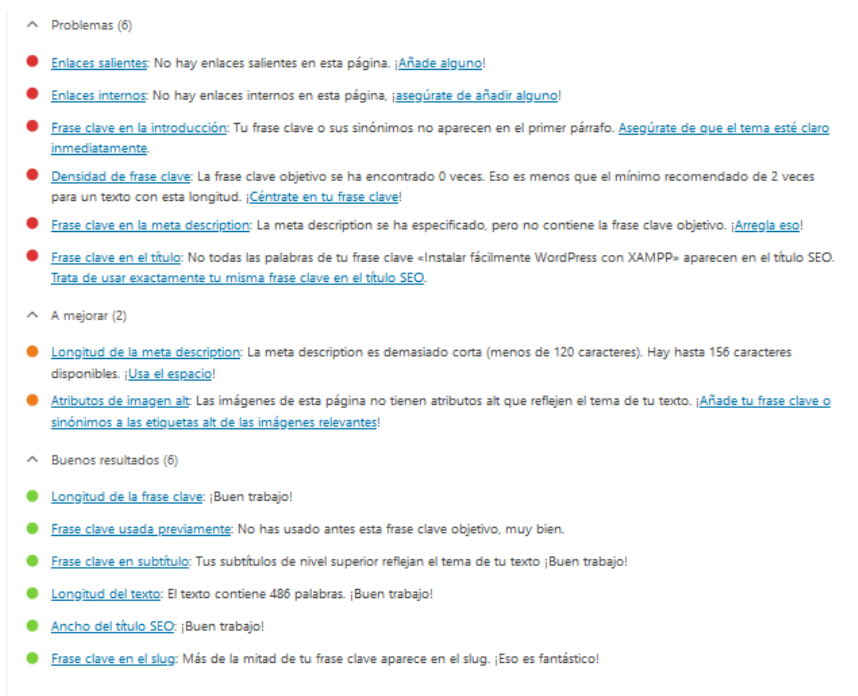 Problemas (6)
Enlaces salientes: No hay enlaces salientes en esta página. ¡Añade alguno!
Enlaces internos: No hay enlaces internos en esta página, ¡asegúrate de añadir alguno!
Frase clave en la introducción: Tu frase clave o sus sinónimos no aparecen en el primer párrafo. Asegúrate de que el tema esté claro
inmediatamente.
Densidad de frase clave: La frase clave objetivo se ha encontrado 0 veces. Eso es menos que el mínimo recomendado de 2 veces
para un texto con esta longitud. ¡Céntrate en tu frase clave!
Frase clave en la meta description: La meta description se ha especificado, pero no contiene la frase clave objetivo. ¡Arregla eso!
Frase clave en el título: No todas las palabras de tu frase clave «Instalar fácilmente WordPress con XAMPP» aparecen en el título SEO.
Trata de usar exactamente tu misma frase clave en el título SEO.
A mejorar (2)
Longitud de la meta description: La meta description es demasiado corta (menos de 120 caracteres). Hay hasta 156 caracteres
disponibles. ¡Usa el espacio!
Atributos de imagen alt: Las imágenes de esta página no tienen atributos alt que reflejen el tema de tu texto. ¡Añade tu frase clave o
sinónimos a las etiquetas alt de las imágenes relevantes!
Buenos resultados (6)
Longitud de la frase clave: ¡Buen trabajo!
Frase clave usada previamente: No has usado antes esta frase clave objetivo, muy bien.
Frase clave en subtítulo: Tus subtítulos de nivel superior reflejan el tema de tu texto ¡Buen trabajo!
Longitud del texto: El texto contiene 486 palabras. ¡Buen trabajo!
Ancho del título SEO: ¡Buen trabajo!
Frase clave en el slug: Más de la mitad de tu frase clave aparece en el slug. ¡Eso es fantástico!